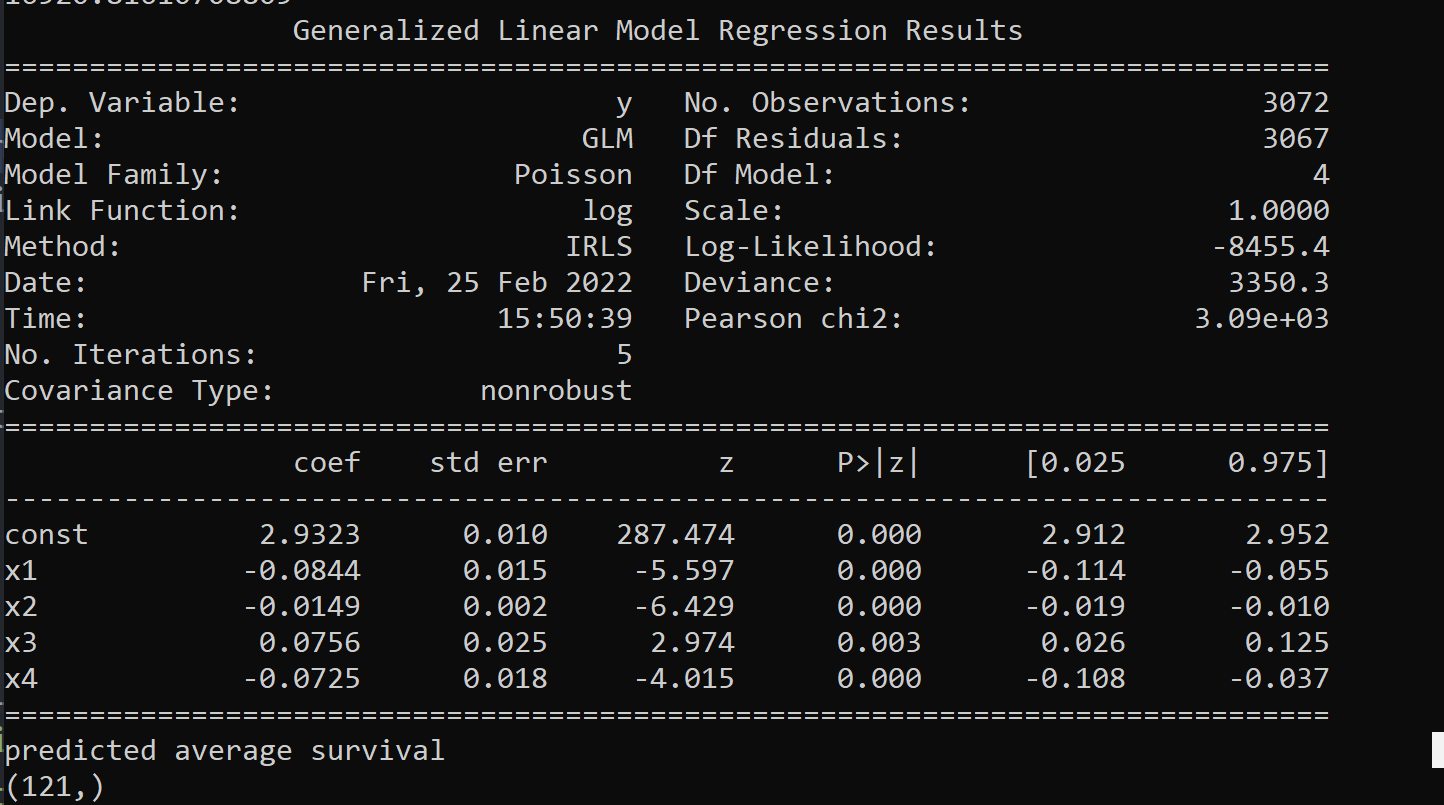 Generalized Linear Model Regression Results
==============================================================================
Dep. Variable: y No. Observations: 3072
Model: GLM Df Residuals: 3067
Model Family: Poisson Df Model: 4
Link Function: log Scale: 1.0000
Method: IRLS Log-Likelihood: -8455.4
Date: Fri, 25 Feb 2022 Deviance: 3350.3
Time: 15:50:39 Pearson chi2: 3.09e+03
No. Iterations: 5
Covariance Type: nonrobust
==============================================================================
coef std err z P>|z| [0.025 0.975]
------------------------------------------------------------------------------
const 2.9323 0.010 287.474 0.000 2.912 2.952
x1 -0.0844 0.015 -5.597 0.000 -0.114 -0.055
x2 -0.0149 0.002 -6.429 0.000 -0.019 -0.010
x3 0.0756 0.025 2.974 0.003 0.026 0.125
x4 -0.0725 0.018 -4.015 0.000 -0.108 -0.037
==============================================================================
predicted average survival
(121,)